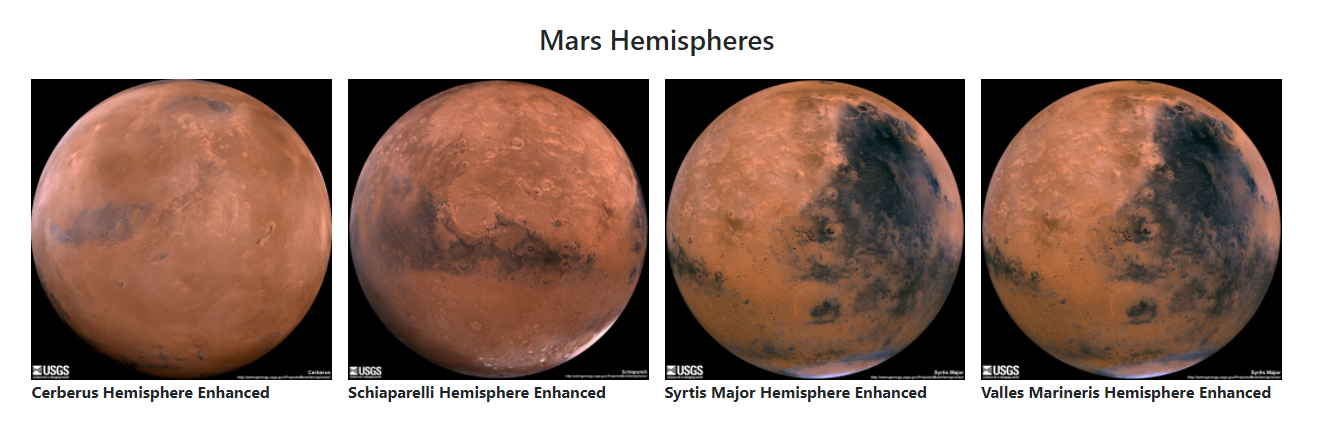 Mars Hemispheres
USGS
Cerberus
USGS
Schiaparelli
USGS
Syrtis Major
USGS
Syrtis Major
Cerberus Hemisphere Enhanced
Schiaparelli Hemisphere Enhanced
Syrtis Major Hemisphere Enhanced
Valles Marineris Hemisphere Enhanced